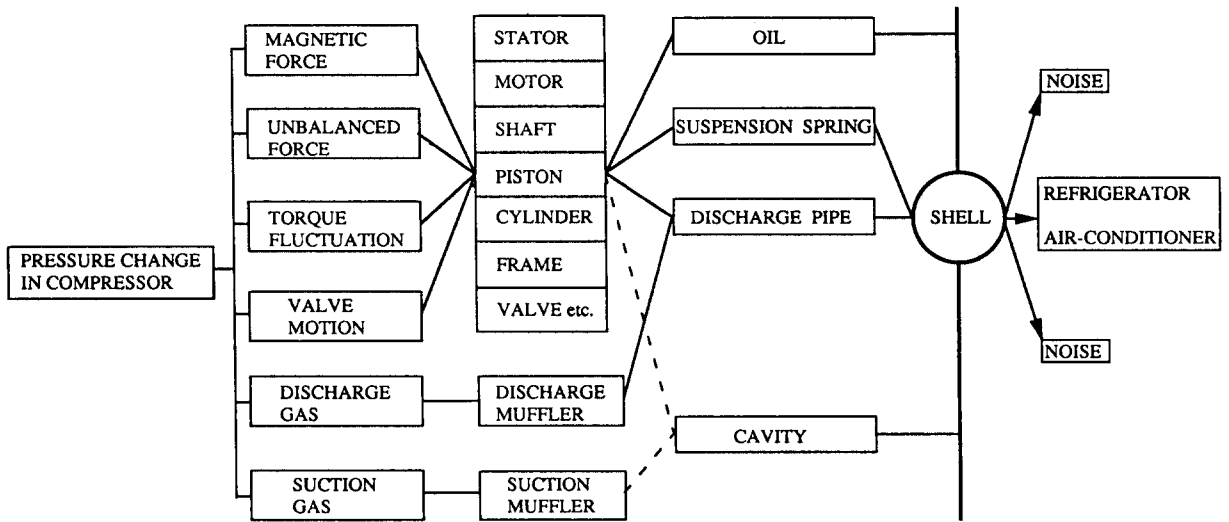 PRESSURE CHANGE
IN COMPRESSOR
MAGNETIC
FORCE
UNBALANCED
FORCE
TORQUE
FLUCTUATION
VALVE
MOTION
DISCHARGE
GAS
SUCTION
GAS
STATOR
MOTOR
SHAFT
PISTON
CYLINDER
FRAME
VALVE etc.
DISCHARGE
MUFFLER
SUCTION
MUFFLER
OIL
SUSPENSION SPRING
DISCHARGE PIPE
CAVITY
SHELL
NOISE
REFRIGERATOR
AIR-CONDITIONER
NOISE